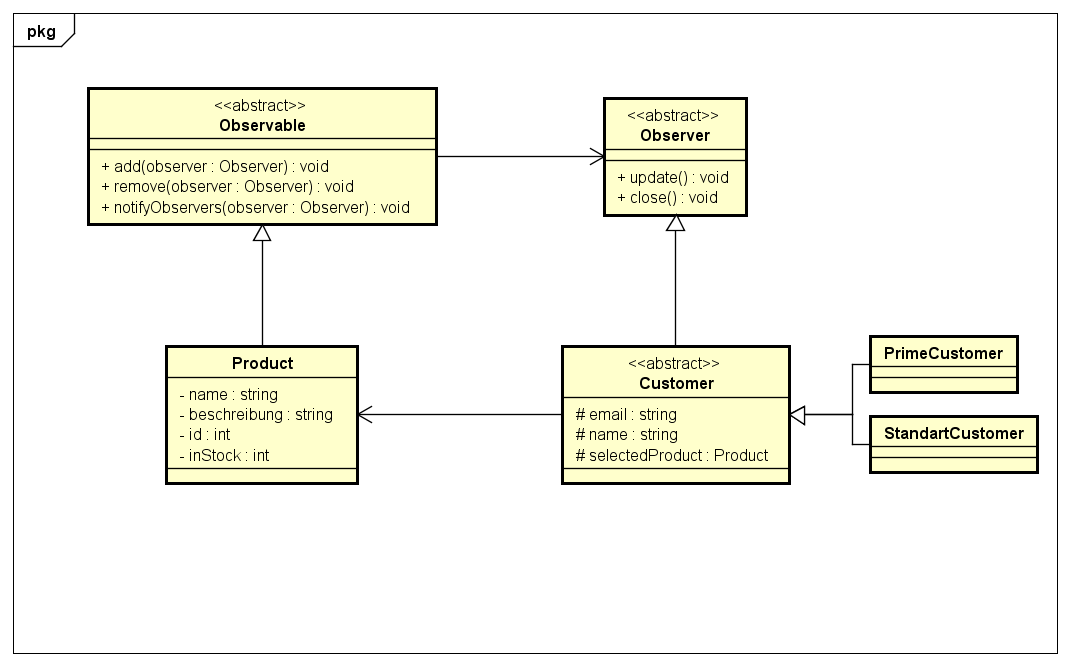 pkg
<<abstract>>
Observable
+ add(observer : Observer) : void
+ remove(observer : Observer) : void
+ notifyObservers(observer : Observer) : void
<<abstract>>
Observer
+ update() : void
+ close() : void
Product
- name : string
- beschreibung : string
- id : int
- inStock : int
<<abstract>>
Customer
# email : string
# name : string
# selectedProduct : Product
PrimeCustomer
StandartCustomer